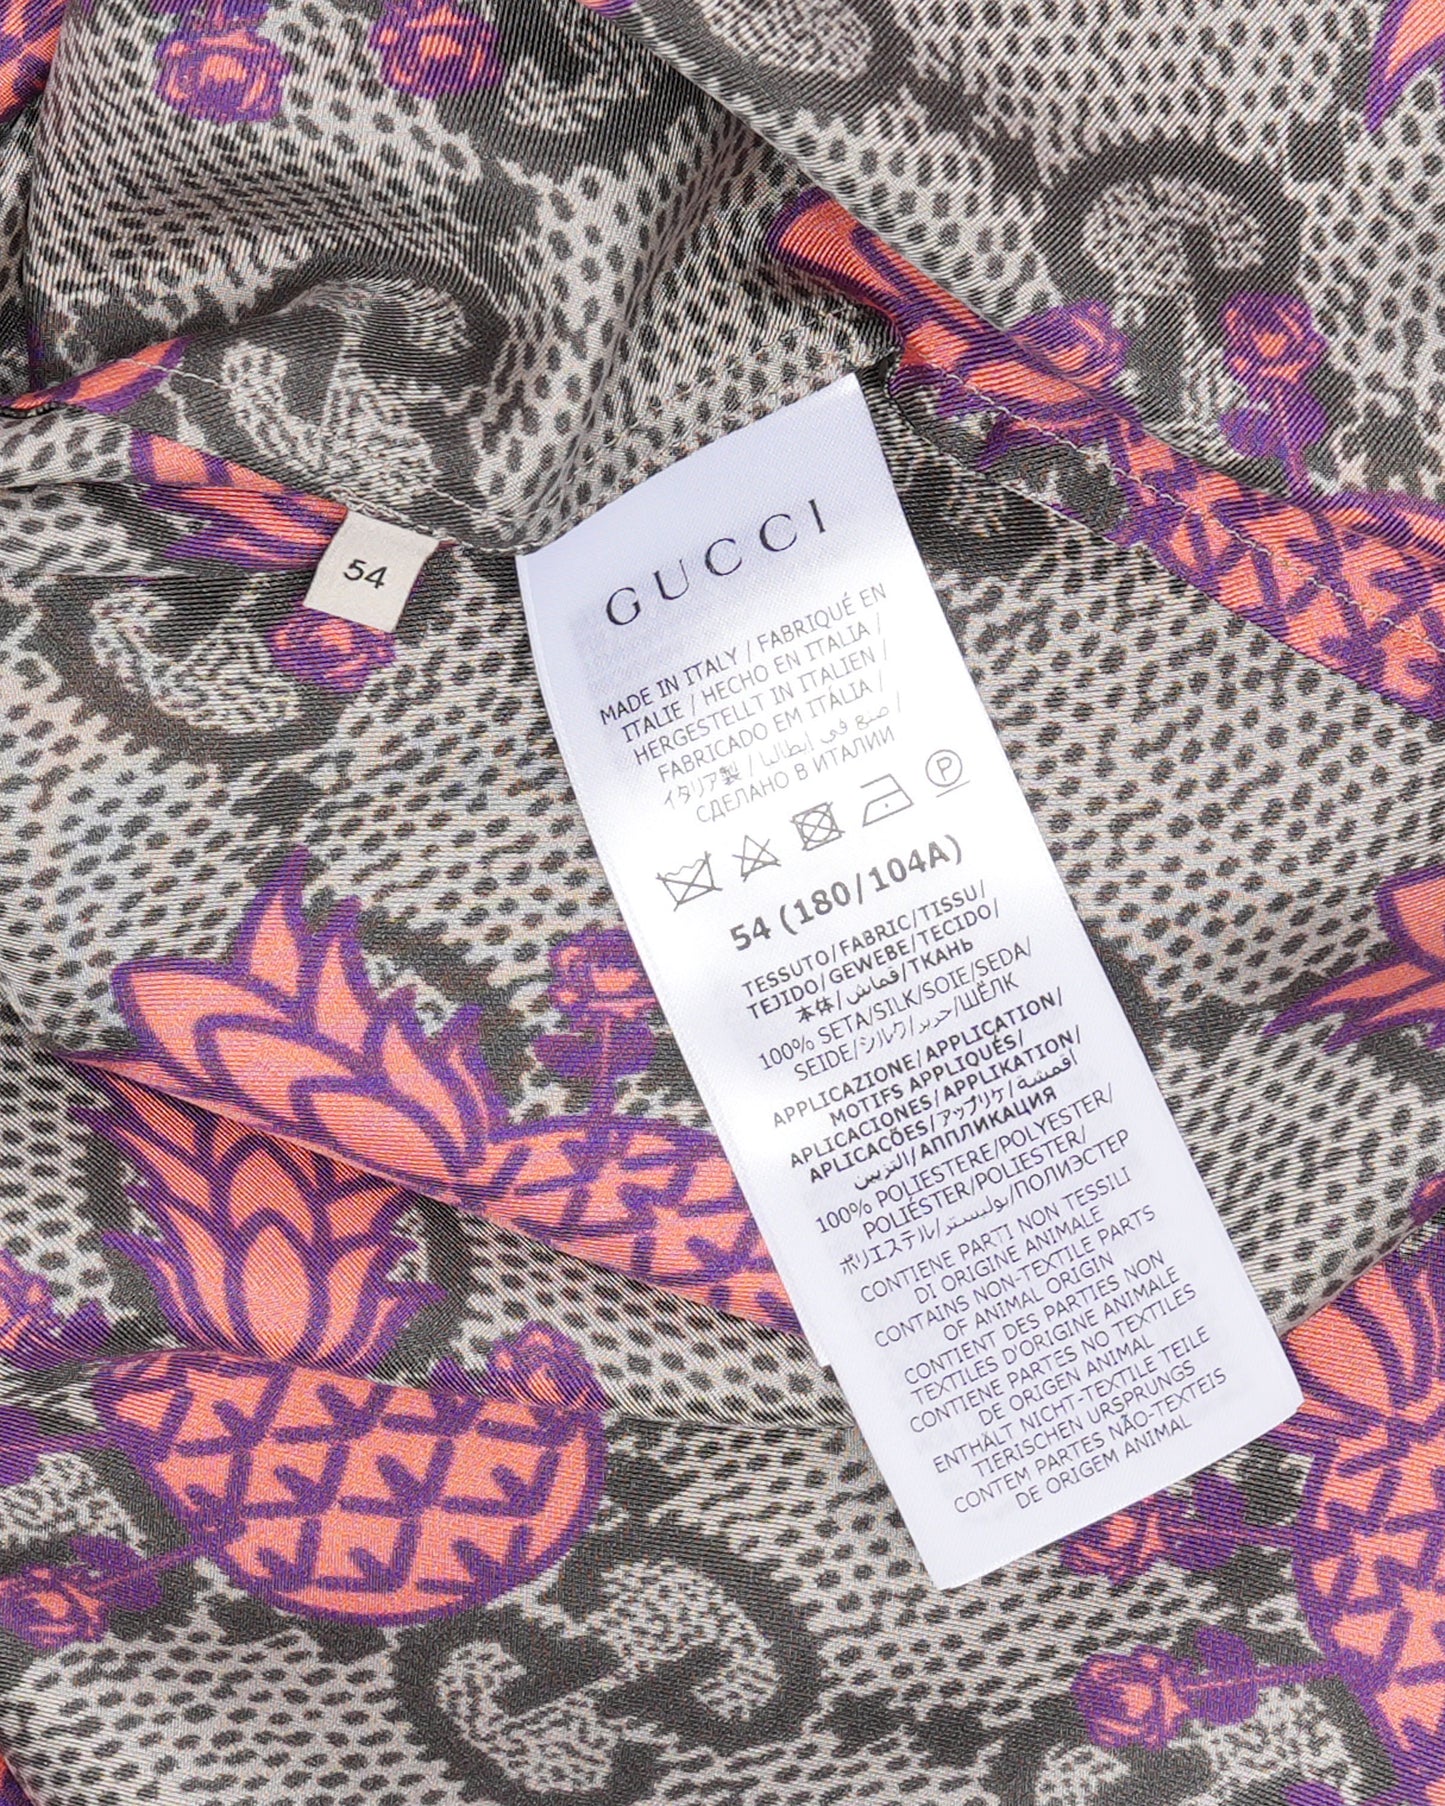 54
GUCCI
MADE IN ITALY / FABRIQUÉ EN
ITALIE / HECHO EN ITALIA /
HERGESTELLT IN ITALIEN /
FABRICADO EM ITÁLIA /
イタリア製 / صنع في إيطاليا /
СДЕЛАНО В ИТАЛИИ
P
54 (180/104A)
TESSUTO/FABRIC/TISSU/
TEJIDO/GEWEBE/TECIDO/
本体/قماش/ТКАНЬ
100% SETA/SILK/SOIE/SEDA/
SEIDE/シルク/حرير/ШЁЛК
APPLICAZIONE/APPLICATION/
MOTIFS APPLIQUÉS/
APLICACIONES/APPLIKATION/
APLICAÇÕES/アップリケ/أقمشة
التزيين/АППЛИКАЦИЯ
100% POLIESTERE/POLYESTER/
POLIÉSTER/POLIESTER/
ポリエステル/بوليستر/ПОЛИЭСТЕР
CONTIENE PARTI NON TESSILI
DI ORIGINE ANIMALE
CONTAINS NON-TEXTILE PARTS
OF ANIMAL ORIGIN
CONTIENT DES PARTIES NON
TEXTILES D'ORIGINE ANIMALE
CONTIENE PARTES NO TEXTILES
DE ORIGEN ANIMAL
ENTHÄLT NICHT-TEXTILE TEILE
TIERISCHEN URSPRUNGS
CONTEM PARTES NÃO-TEXTEIS
DE ORIGEM ANIMAL